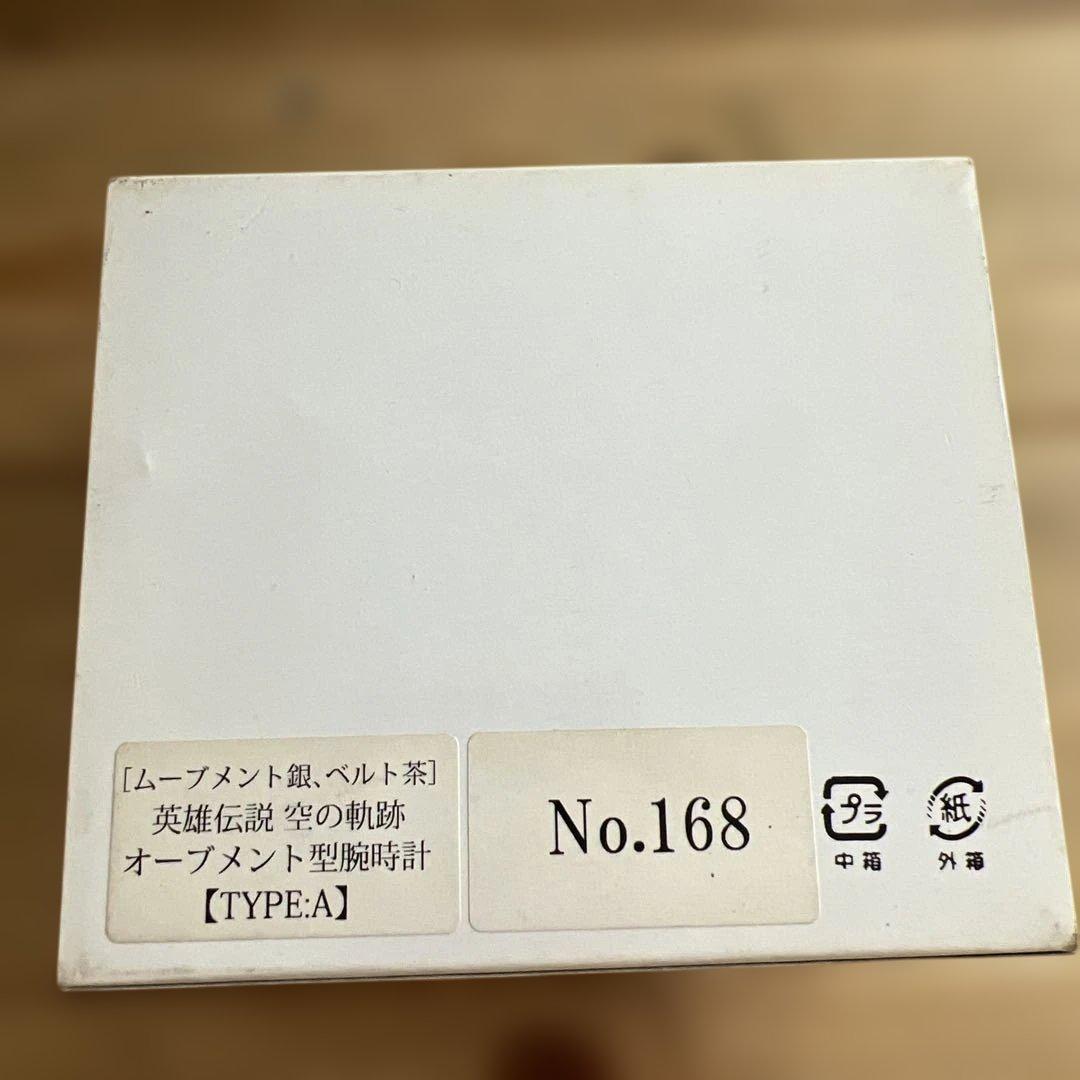 [ムーブメント銀、ベルト茶]
英雄伝説 空の軌跡
オーブメント型腕時計
【TYPE:A】
No.168
プラ
中箱
紙
外箱